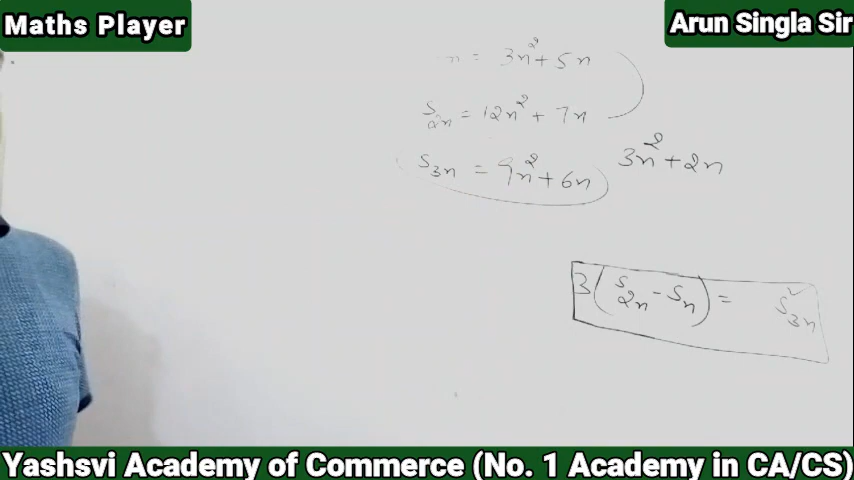 Maths Player
Arun Singla Sir
n = 3n² + 5n
S₂ₙ = 12n² + 7n
S₃ₙ = 9n² + 6n
3n² + 2n
3(S₂ₙ - Sₙ) = S₃ₙ
Yashsvi Academy of Commerce (No. 1 Academy in CA/CS)